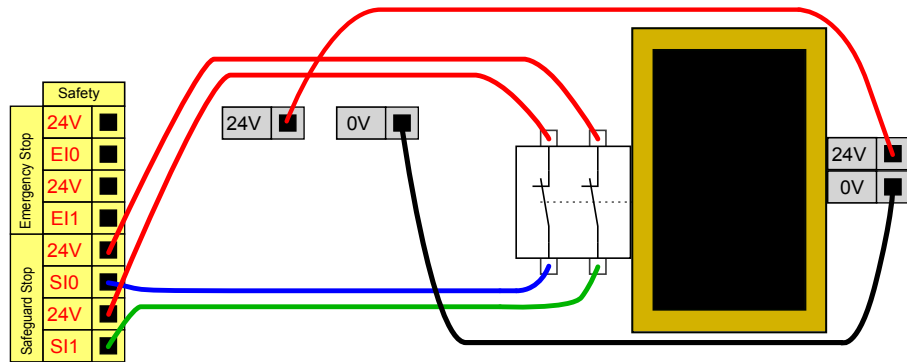 Safety
Emergency Stop
24V
EI0
24V
EI1
Safeguard Stop
24V
SI0
24V
SI1
24V
0V
24V
0V